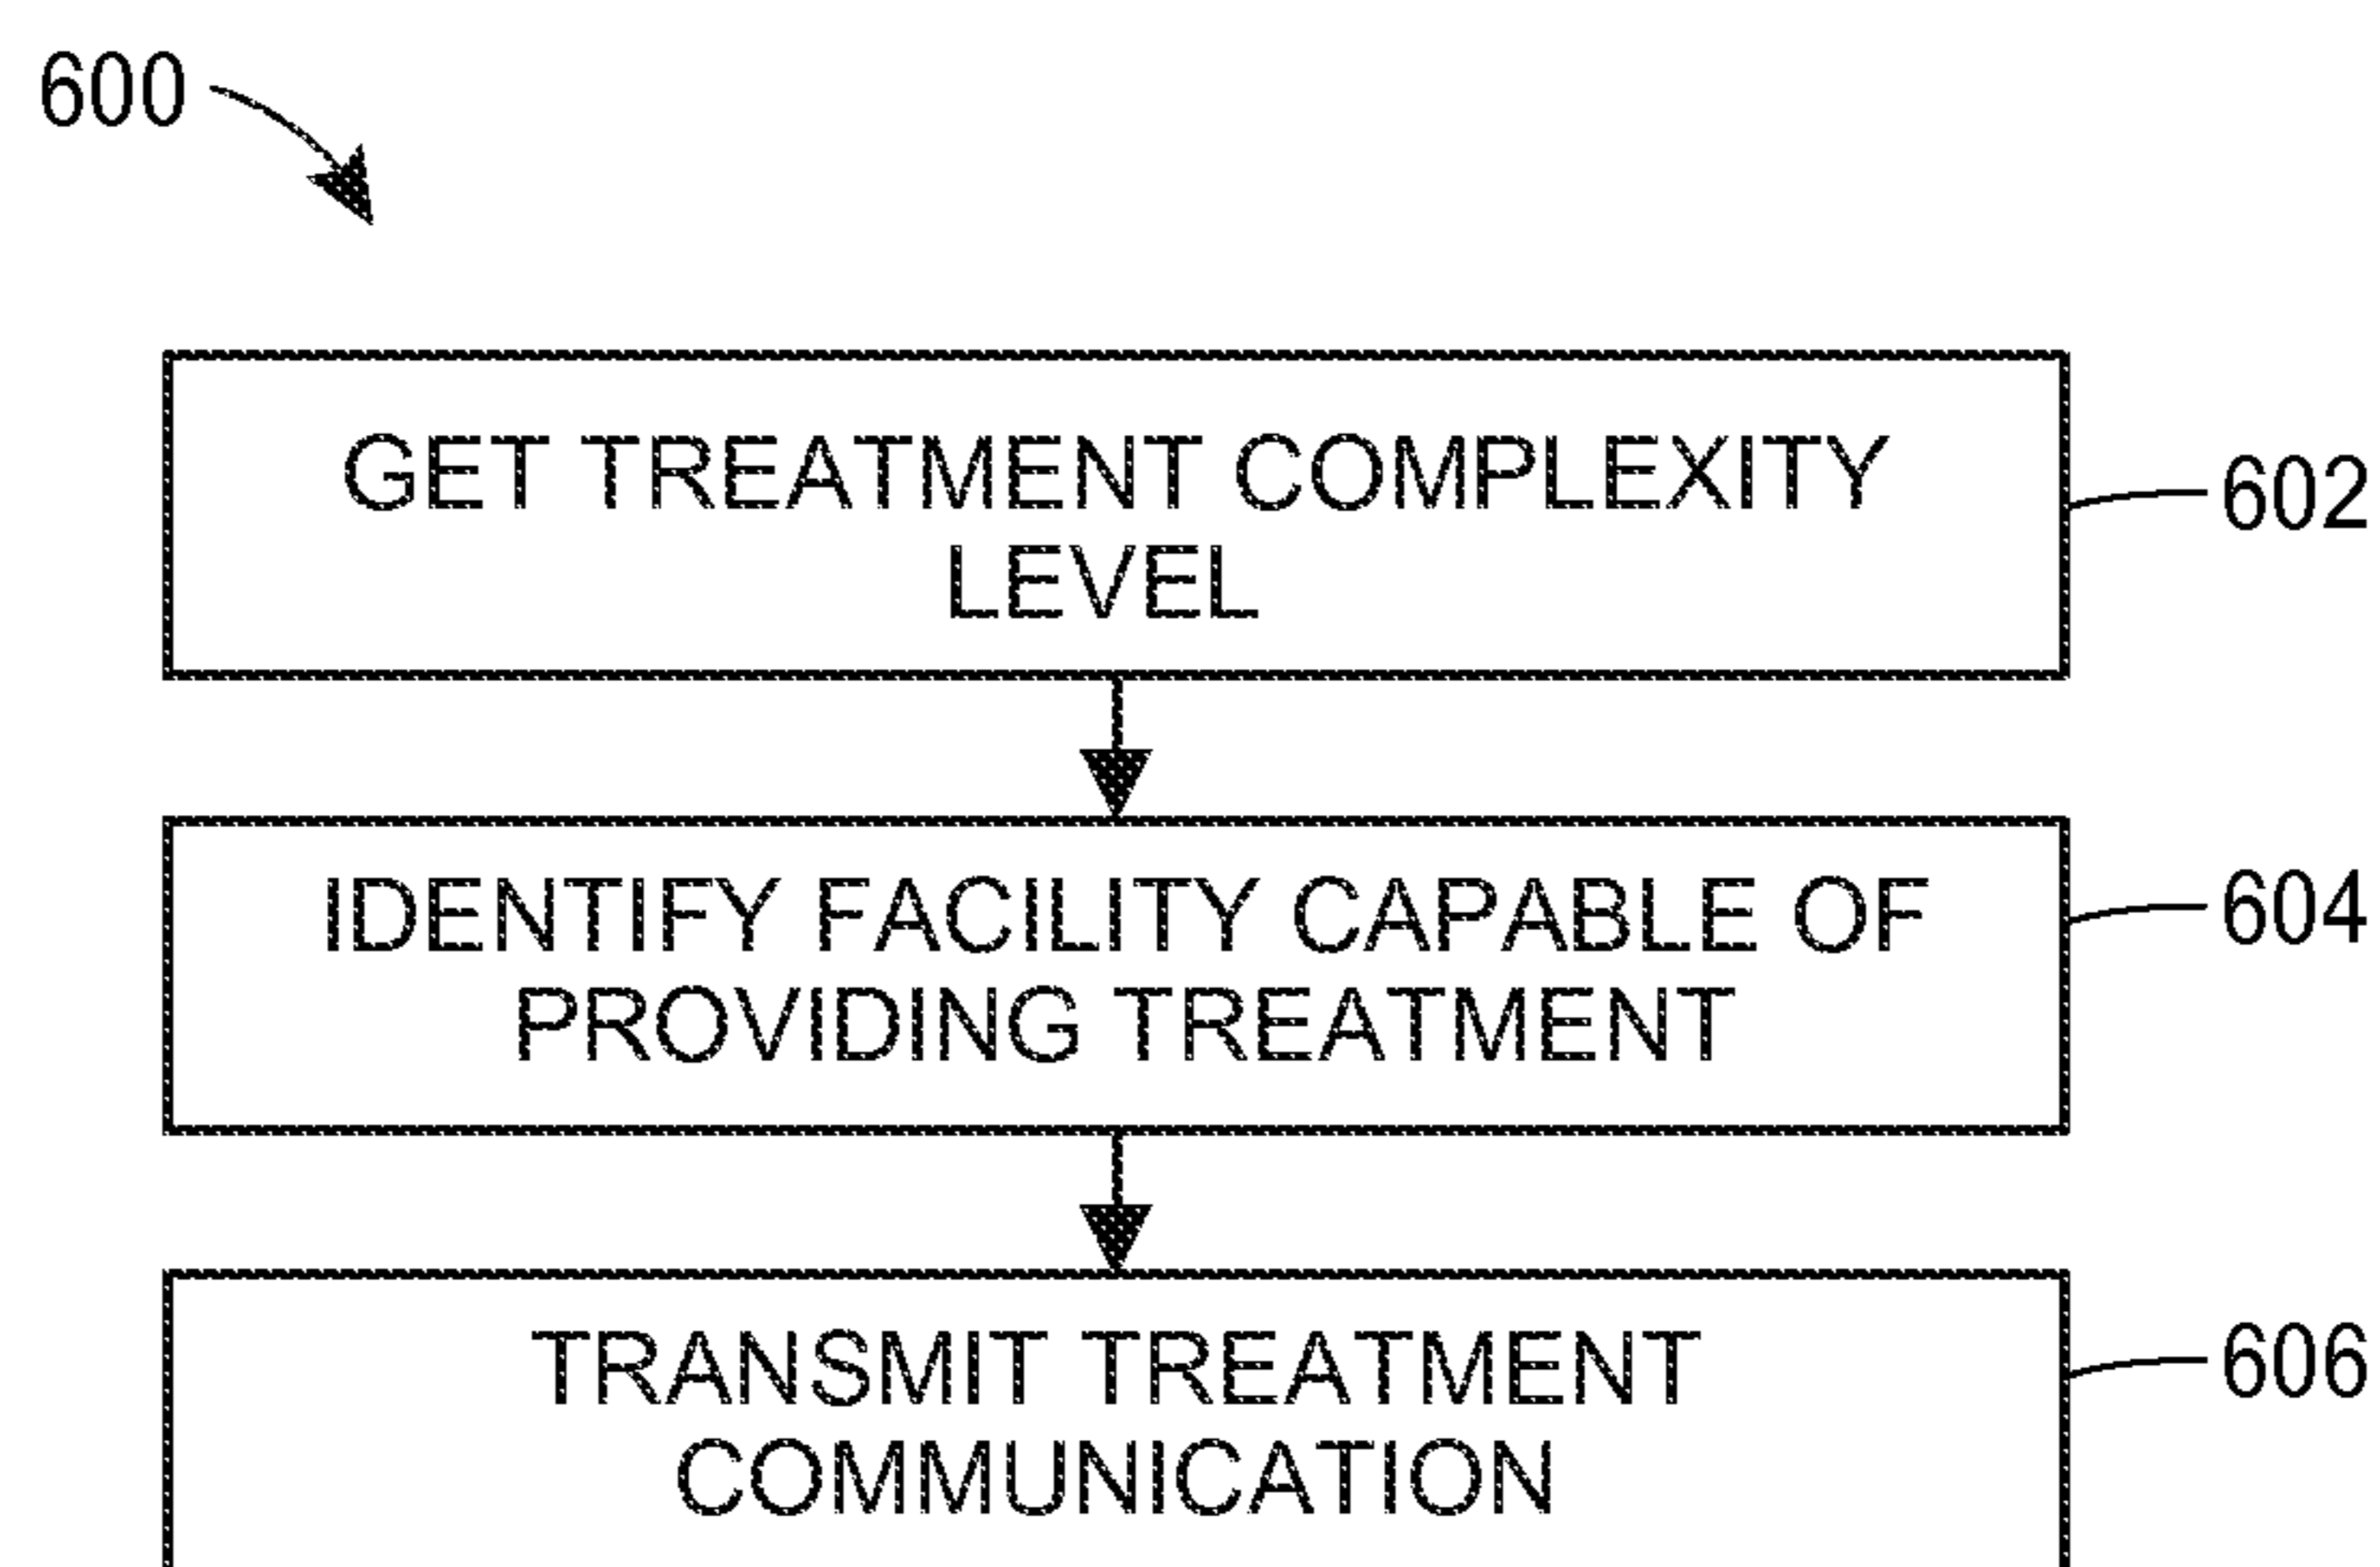 600
GET TREATMENT COMPLEXITY
LEVEL
602
IDENTIFY FACILITY CAPABLE OF
PROVIDING TREATMENT
604
TRANSMIT TREATMENT
COMMUNICATION
606